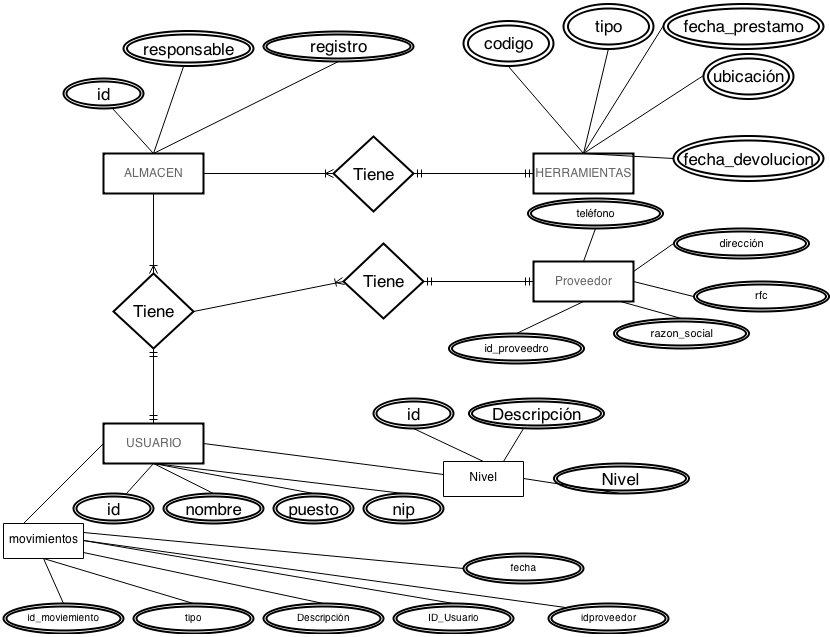 responsable
registro
id
codigo
tipo
fecha_prestamo
ubicación
fecha_devolucion
ALMACEN
Tiene
HERRAMIENTAS
teléfono
dirección
Tiene
Proveedor
rfc
Tiene
razon_social
id_proveedro
USUARIO
id
Descripción
Nivel
Nivel
id
nombre
puesto
nip
movimientos
fecha
id_moviemiento
tipo
Descripción
ID_Usuario
idproveedor